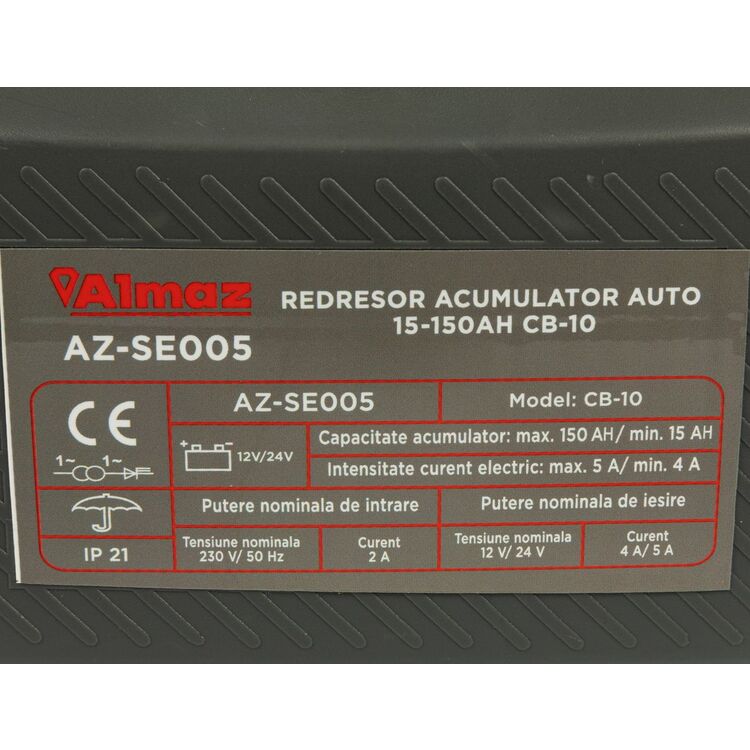 Almaz
AZ-SE005
REDRESOR ACUMULATOR AUTO
15-150AH CB-10
CE
1~ 1~
IP 21
AZ-SE005
Model: CB-10
+ -
12V/24V
Capacitate acumulator: max. 150 AH/ min. 15 AH
Intensitate curent electric: max. 5 A/ min. 4 A
Putere nominala de intrare
Putere nominala de iesire
Tensiune nominala
230 V/ 50 Hz
Curent
2 A
Tensiune nominala
12 V/ 24 V
Curent
4 A/ 5 A